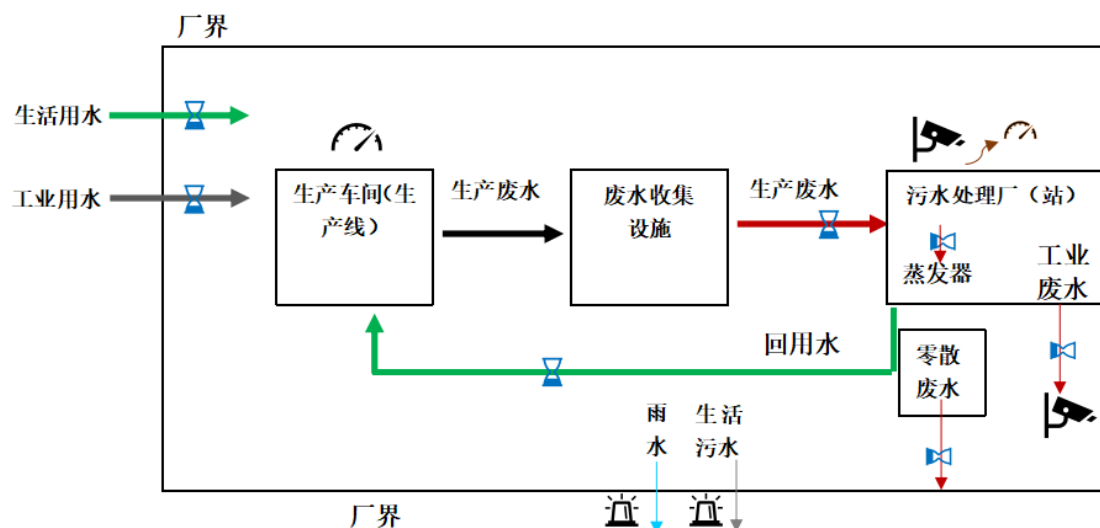 厂界
生活用水
工业用水
生产车间(生
产线）
生产废水
废水收集
设施
生产废水
污水处理厂（站）
蒸发器
工业
废水
回用水
零散
废水
雨
水
生活
污水
厂界